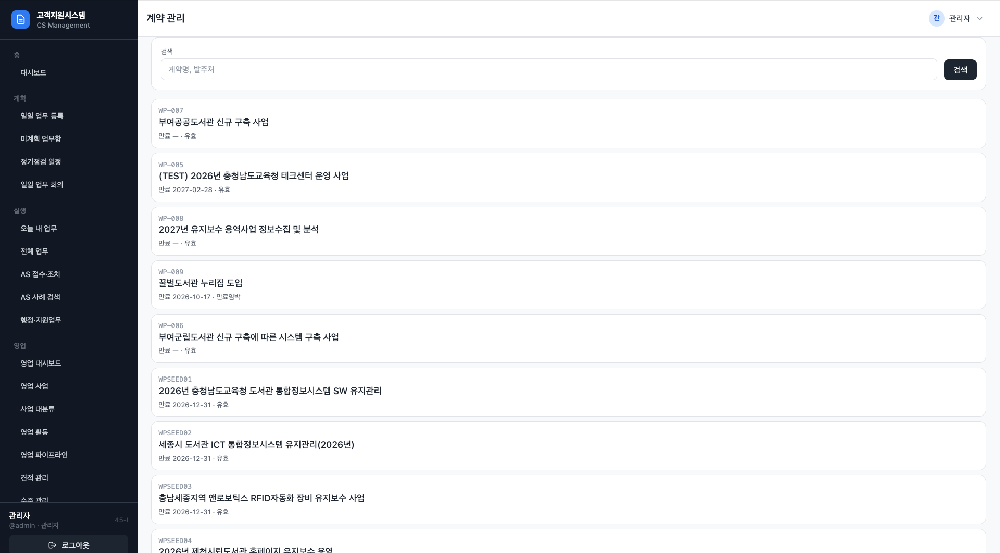 고객지원시스템
CS Management
홈
대시보드
계획
일일 업무 등록
미계획 업무함
정기점검 일정
일일 업무 회의
실행
오늘 내 업무
전체 업무
AS 접수·조치
AS 사례 검색
행정·지원업무
영업
영업 대시보드
영업 사업
사업 대분류
영업 활동
영업 파이프라인
견적 관리
수주 관리
관리자
@admin · 관리자
45-I
로그아웃
계약 관리
관
관리자
검색
계약명, 발주처
검색
WP-007
부여공공도서관 신규 구축 사업
만료 — · 유효
WP-005
(TEST) 2026년 충청남도교육청 테크센터 운영 사업
만료 2027-02-28 · 유효
WP-008
2027년 유지보수 용역사업 정보수집 및 분석
만료 — · 유효
WP-009
꿀벌도서관 누리집 도입
만료 2026-10-17 · 만료임박
WP-006
부여군립도서관 신규 구축에 따른 시스템 구축 사업
만료 — · 유효
WPSEED01
2026년 충청남도교육청 도서관 통합정보시스템 SW 유지관리
만료 2026-12-31 · 유효
WPSEED02
세종시 도서관 ICT 통합정보시스템 유지관리(2026년)
만료 2026-12-31 · 유효
WPSEED03
충남세종지역 앤로보틱스 RFID자동화 장비 유지보수 사업
만료 2026-12-31 · 유효
WPSEED04
2026년 제천시립도서관 홈페이지 유지보수 용역